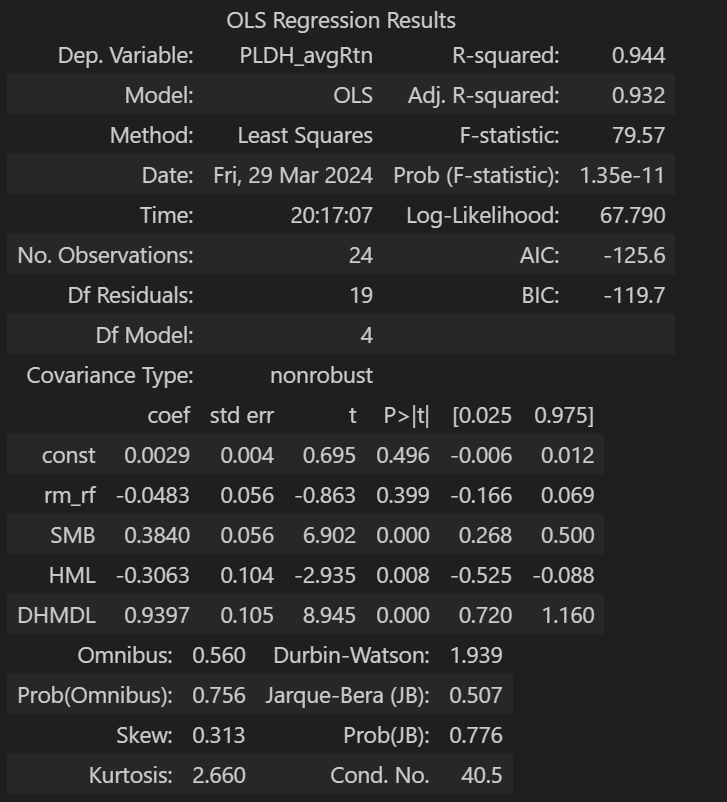 OLS Regression Results
Dep. Variable: PLDH_avgRtn R-squared: 0.944
Model: OLS Adj. R-squared: 0.932
Method: Least Squares F-statistic: 79.57
Date: Fri, 29 Mar 2024 Prob (F-statistic): 1.35e-11
Time: 20:17:07 Log-Likelihood: 67.790
No. Observations: 24 AIC: -125.6
Df Residuals: 19 BIC: -119.7
Df Model: 4
Covariance Type: nonrobust
coef std err t P>|t| [0.025 0.975]
const 0.0029 0.004 0.695 0.496 -0.006 0.012
rm_rf -0.0483 0.056 -0.863 0.399 -0.166 0.069
SMB 0.3840 0.056 6.902 0.000 0.268 0.500
HML -0.3063 0.104 -2.935 0.008 -0.525 -0.088
DHMDL 0.9397 0.105 8.945 0.000 0.720 1.160
Omnibus: 0.560 Durbin-Watson: 1.939
Prob(Omnibus): 0.756 Jarque-Bera (JB): 0.507
Skew: 0.313 Prob(JB): 0.776
Kurtosis: 2.660 Cond. No. 40.5